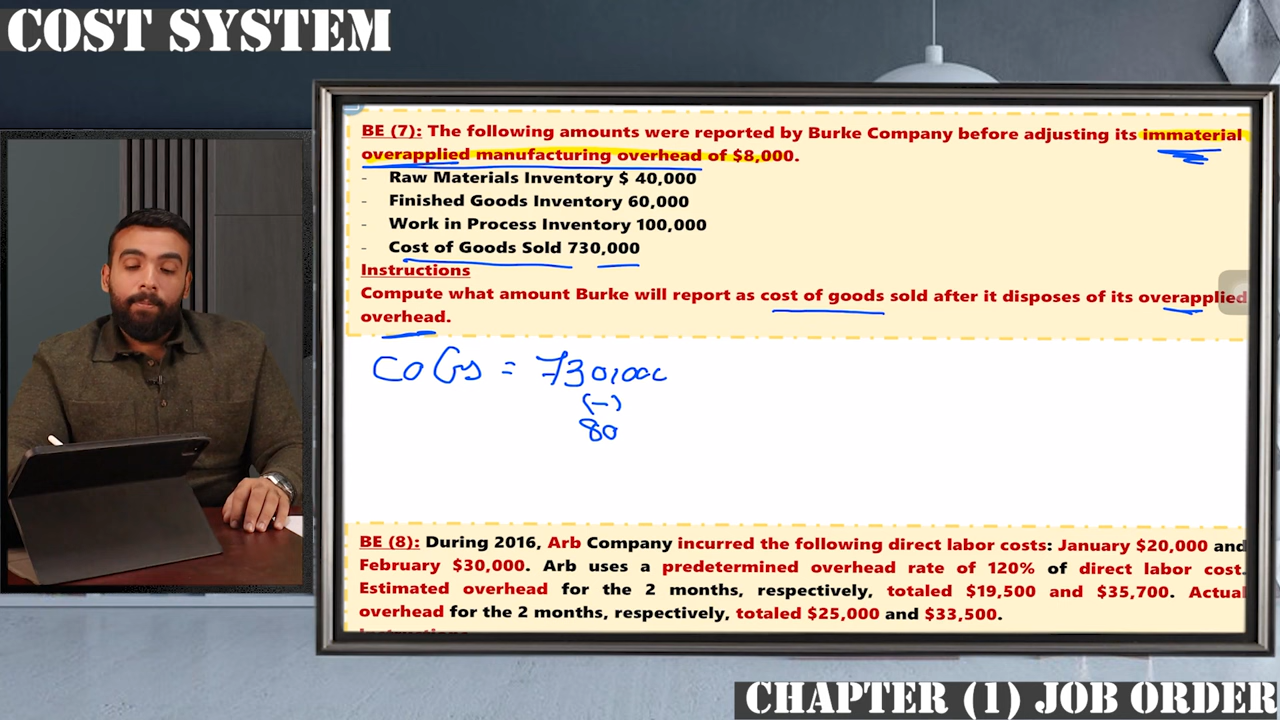 COST SYSTEM
BE (7): The following amounts were reported by Burke Company before adjusting its immaterial
overapplied manufacturing overhead of $8,000.
- Raw Materials Inventory $ 40,000
- Finished Goods Inventory 60,000
- Work in Process Inventory 100,000
- Cost of Goods Sold 730,000
Instructions
Compute what amount Burke will report as cost of goods sold after it disposes of its overapplied
overhead.
COGS = 730,000
(-)
80
BE (8): During 2016, Arb Company incurred the following direct labor costs: January $20,000 and
February $30,000. Arb uses a predetermined overhead rate of 120% of direct labor cost.
Estimated overhead for the 2 months, respectively, totaled $19,500 and $35,700. Actual
overhead for the 2 months, respectively, totaled $25,000 and $33,500.
CHAPTER (1) JOB ORDER